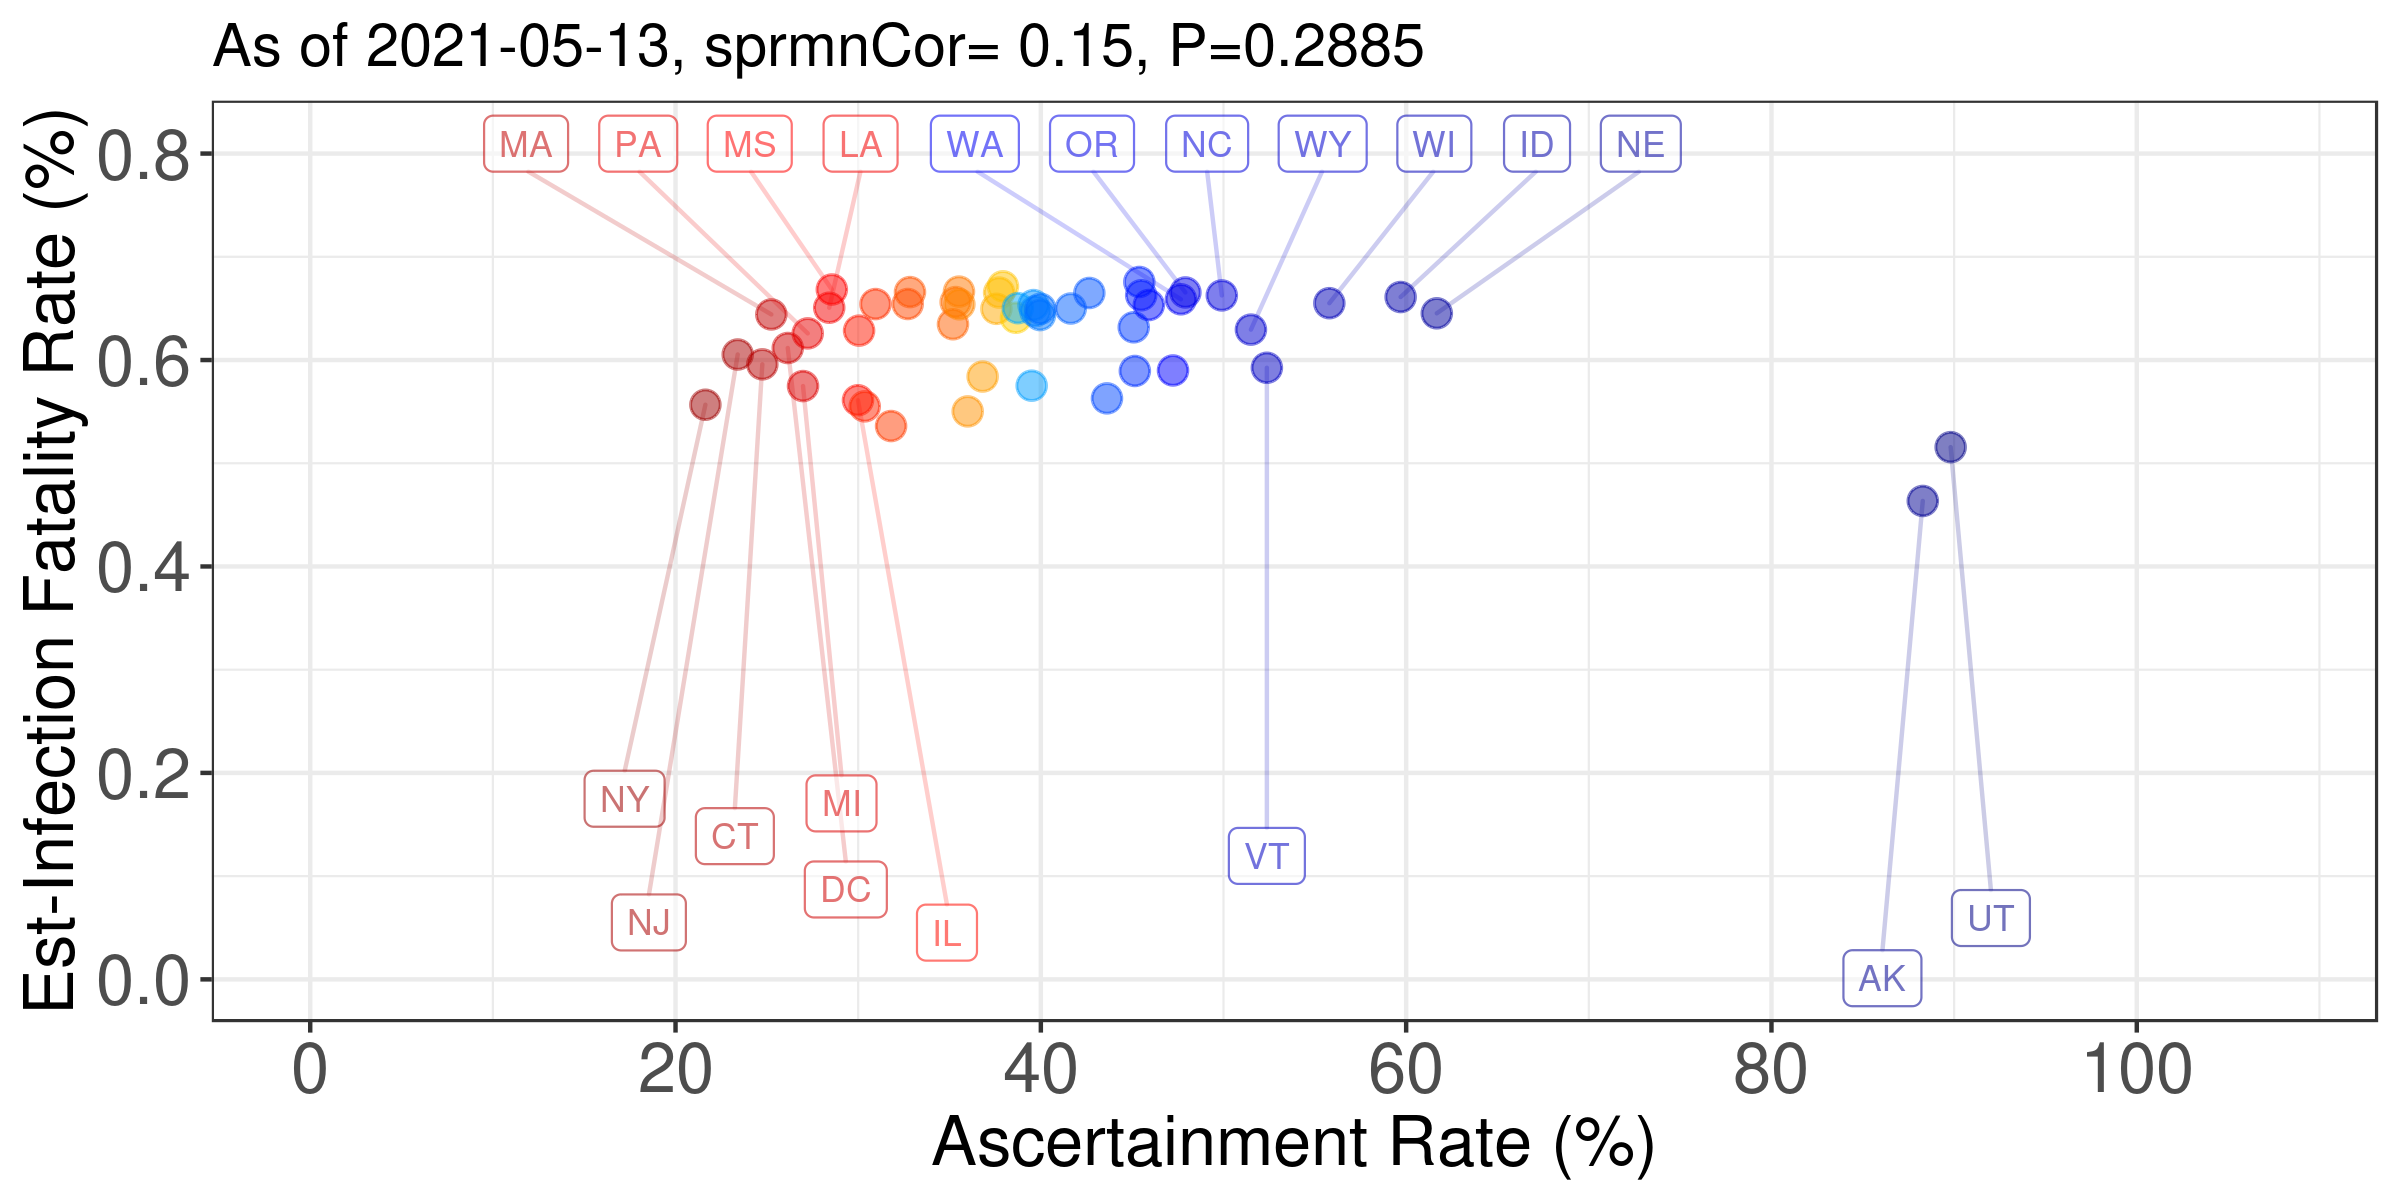 As of 2021-05-13, sprmnCor= 0.15, P=0.2885
Est-Infection Fatality Rate (%)
0.8
0.6
0.4
0.2
0.0
MA PA MS LA WA OR NC WY WI ID NE
NY MI
CT VT
DC
NJ IL UT
AK
0 20 40 60 80 100
Ascertainment Rate (%)